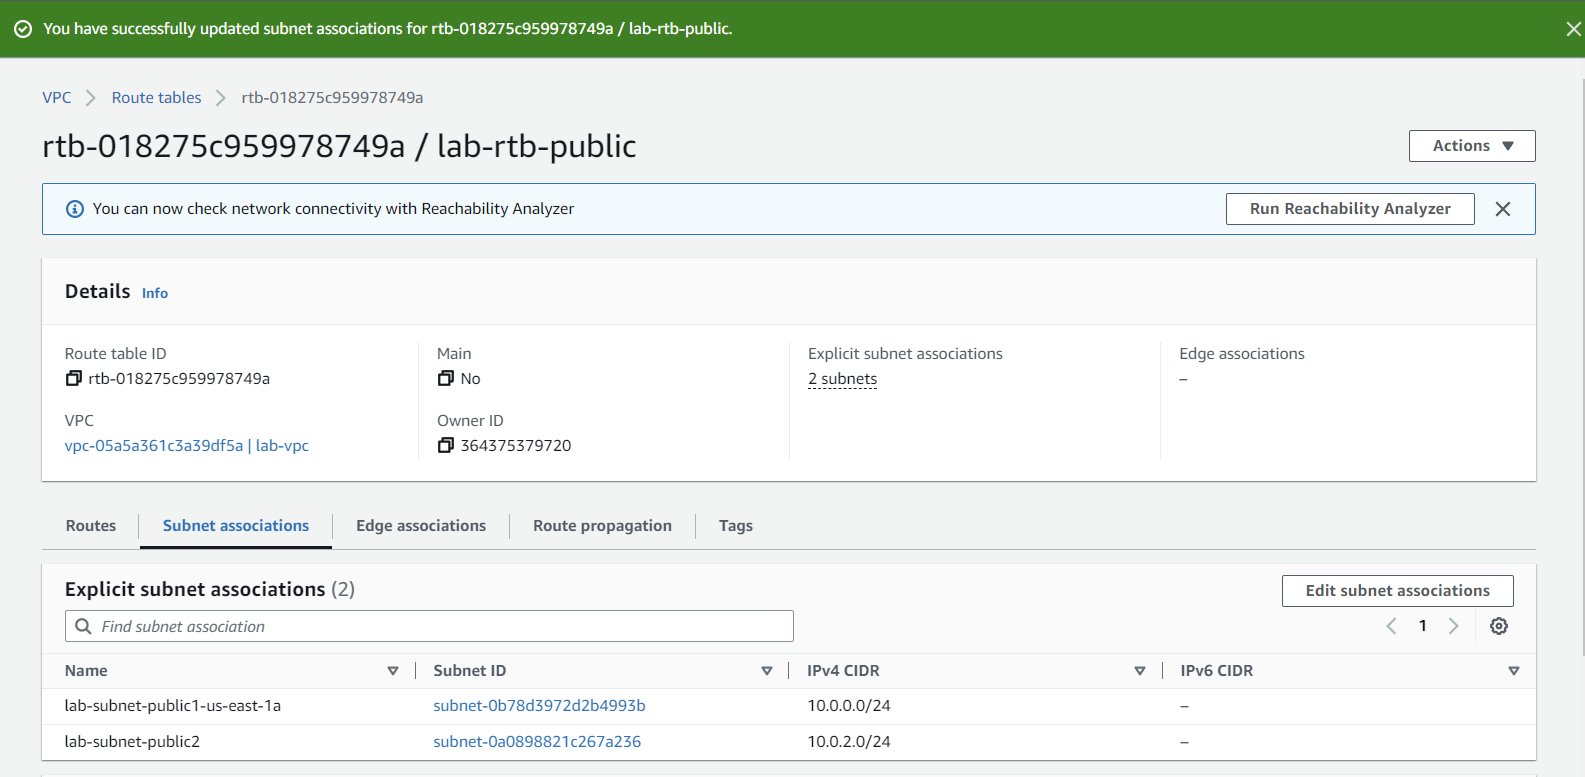 You have successfully updated subnet associations for rtb-018275c959978749a / lab-rtb-public.
VPC Route tables rtb-018275c959978749a
rtb-018275c959978749a / lab-rtb-public
Actions
You can now check network connectivity with Reachability Analyzer
Run Reachability Analyzer
Details Info
Route table ID
rtb-018275c959978749a
Main
No
Explicit subnet associations
2 subnets
Edge associations
–
VPC
vpc-05a5a361c3a39df5a | lab-vpc
Owner ID
364375379720
Routes Subnet associations Edge associations Route propagation Tags
Explicit subnet associations (2)
Edit subnet associations
Find subnet association
1
Name Subnet ID IPv4 CIDR IPv6 CIDR
lab-subnet-public1-us-east-1a subnet-0b78d3972d2b4993b 10.0.0.0/24 –
lab-subnet-public2 subnet-0a0898821c267a236 10.0.2.0/24 –